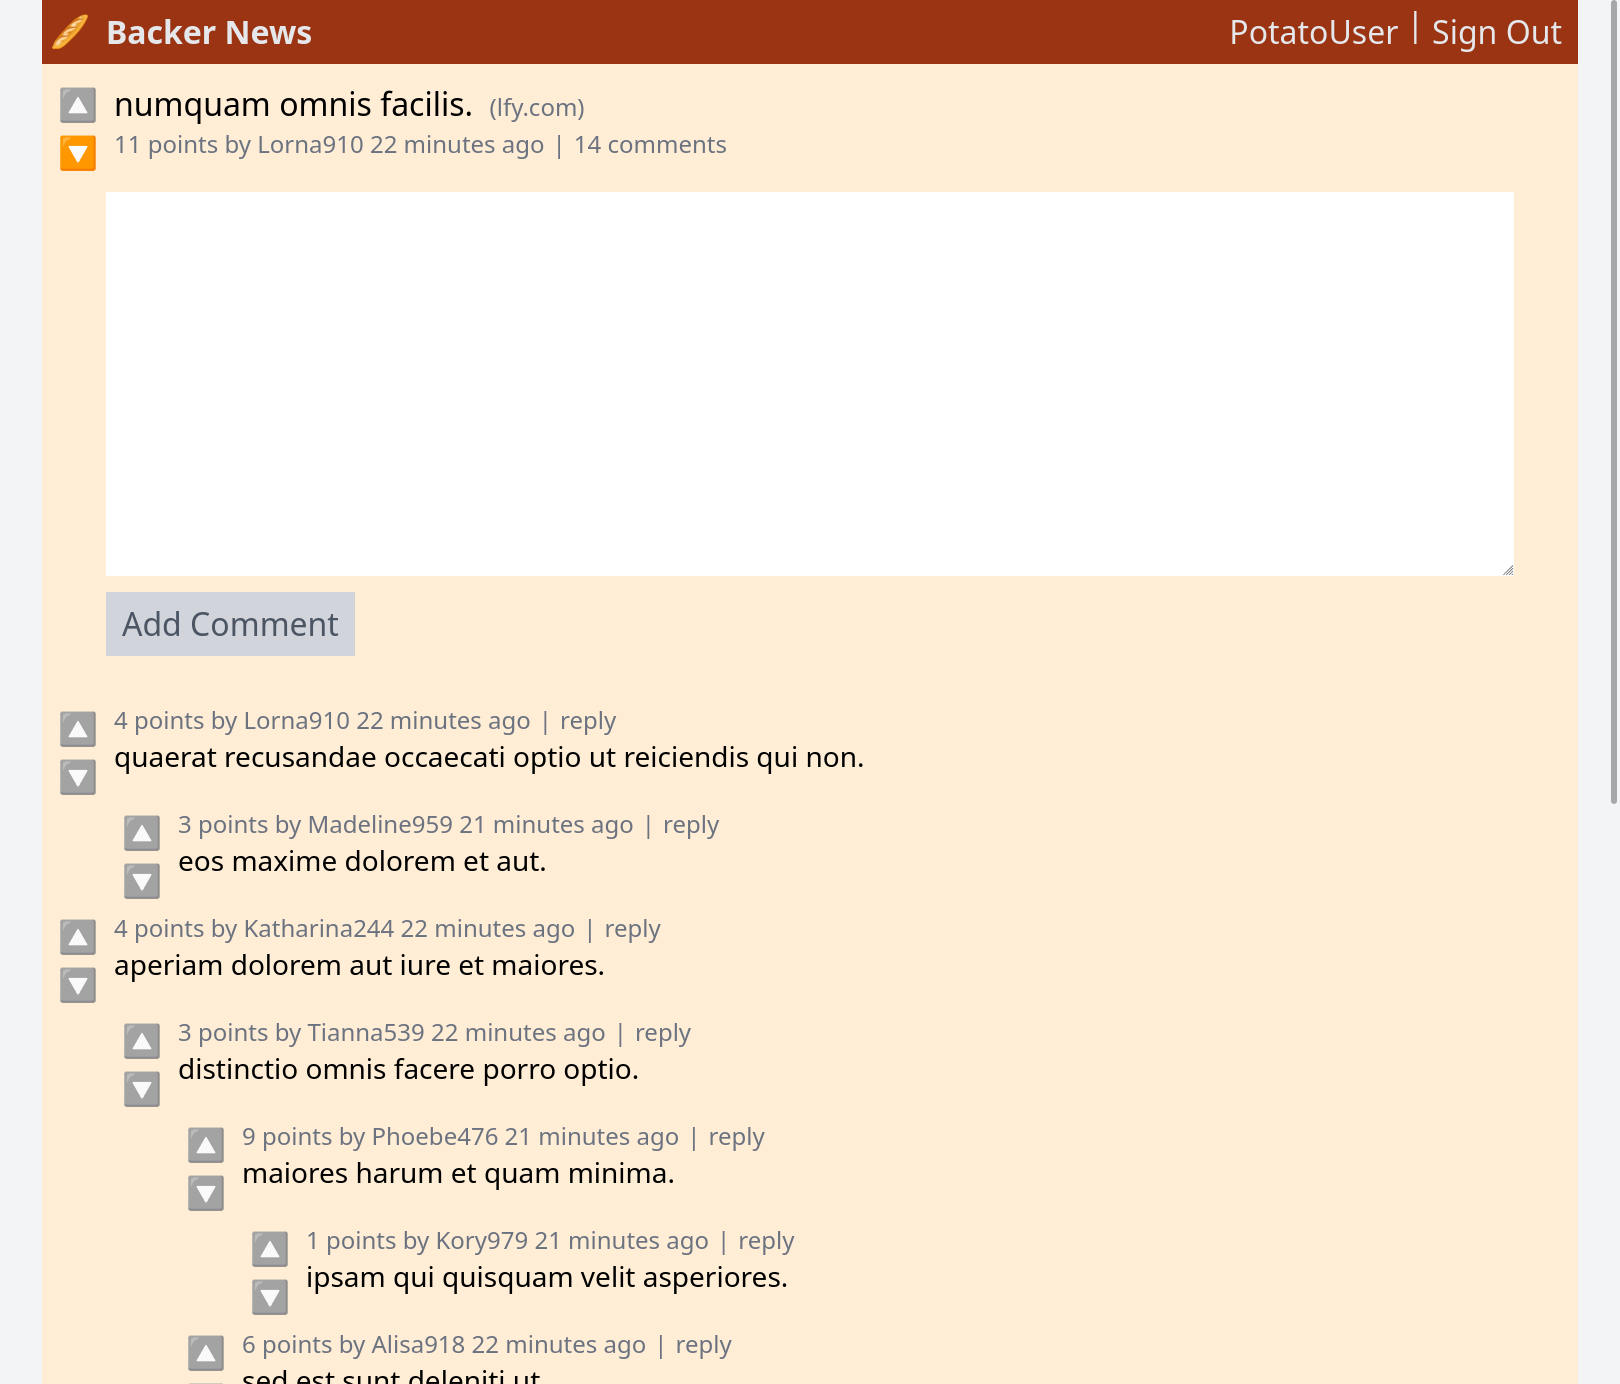 Backer News
PotatoUser | Sign Out
numquam omnis facilis. (lfy.com)
11 points by Lorna910 22 minutes ago | 14 comments
Add Comment
4 points by Lorna910 22 minutes ago | reply
quaerat recusandae occaecati optio ut reiciendis qui non.
3 points by Madeline959 21 minutes ago | reply
eos maxime dolorem et aut.
4 points by Katharina244 22 minutes ago | reply
aperiam dolorem aut iure et maiores.
3 points by Tianna539 22 minutes ago | reply
distinctio omnis facere porro optio.
9 points by Phoebe476 21 minutes ago | reply
maiores harum et quam minima.
1 points by Kory979 21 minutes ago | reply
ipsam qui quisquam velit asperiores.
6 points by Alisa918 22 minutes ago | reply
sed est sunt deleniti ut.